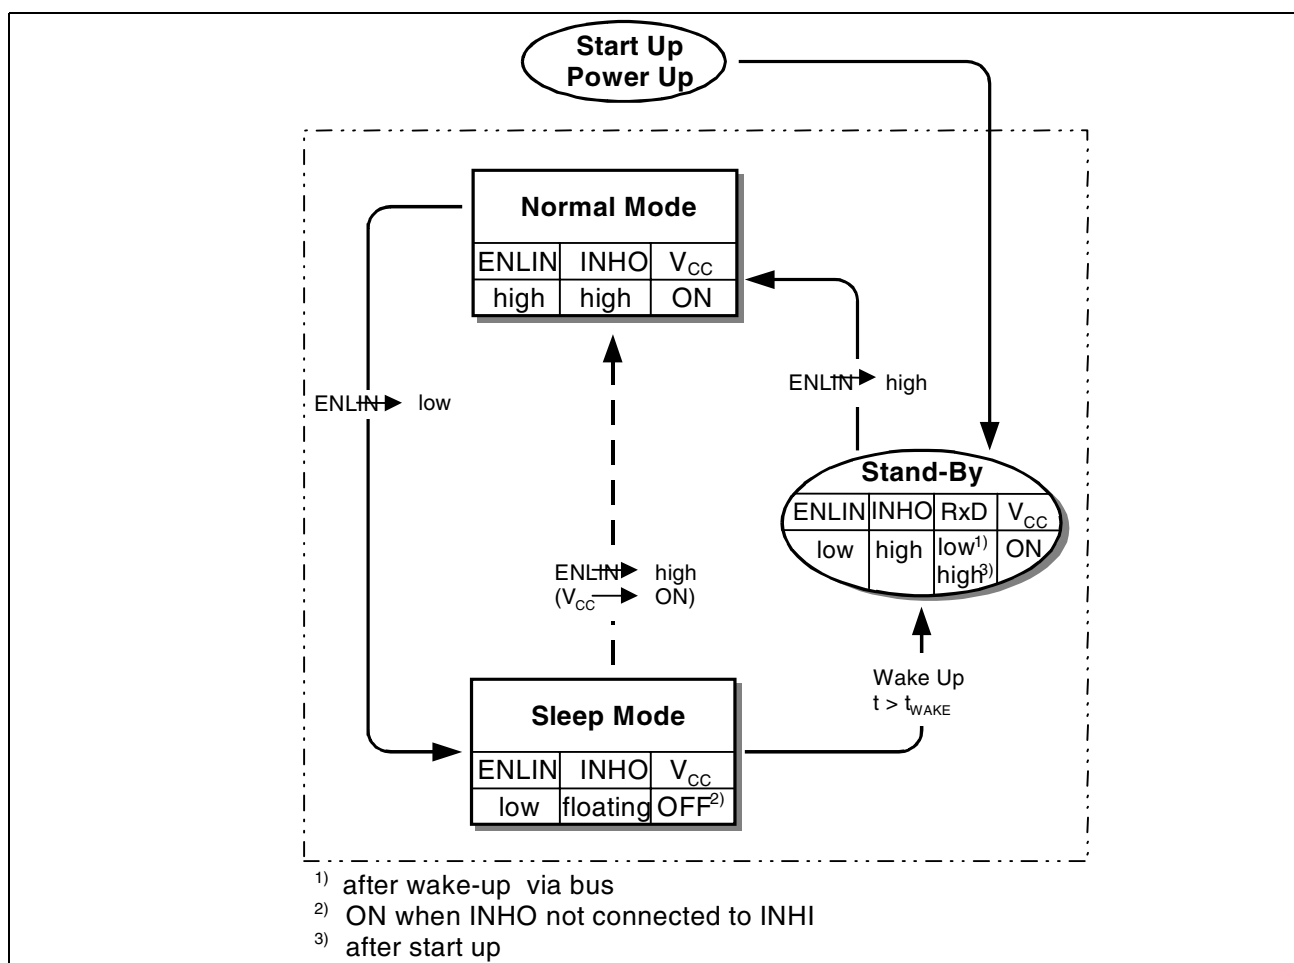 Start Up
Power Up
Normal Mode
ENLIN INHO VCC
high high ON
ENLIN → low
ENLIN → high
Stand-By
ENLIN INHO RxD VCC
low high low1) ON
high3)
ENLIN → high
(VCC → ON)
Wake Up
t > tWAKE
Sleep Mode
ENLIN INHO VCC
low floating OFF2)
1) after wake-up via bus
2) ON when INHO not connected to INHI
3) after start up